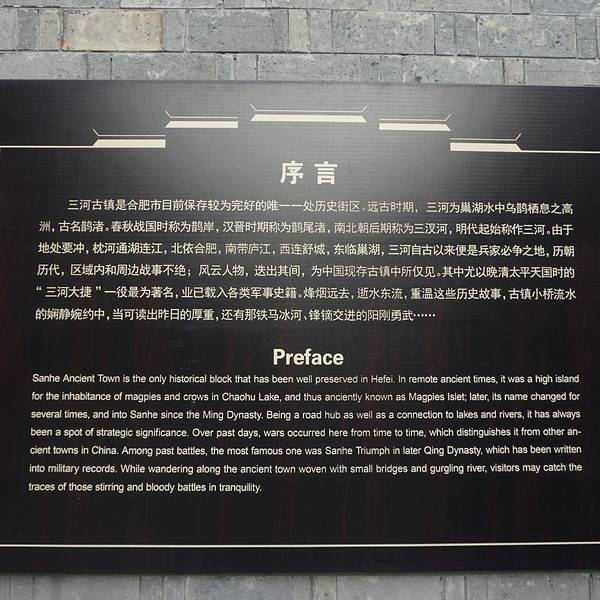 序言
三河古镇是合肥市目前保存较为完好的唯一一处历史街区。远古时期，三河为巢湖水中乌鹊栖息之高
洲，古名鹊渚。春秋战国时称为鹊岸，汉晋时期称为鹊尾渚，南北朝后期称为三汊河，明代起始称作三河。由于
地处要冲，枕河通湖连江，北依合肥，南带庐江，西连舒城，东临巢湖，三河自古以来便是兵家必争之地，历朝
历代，区域内和周边战事不绝；风云人物，迭出其间，为中国现存古镇中所仅见。其中尤以晚清太平天国时的
“三河大捷”一役最为著名，业已载入各类军事史籍。烽烟远去，逝水东流，重温这些历史故事，古镇小桥流水
的娴静婉约中，当可读出昨日的厚重，还有那铁马冰河、锋镝交迸的阳刚勇武……
Preface
Sanhe Ancient Town is the only historical block that has been well preserved in Hefei. In remote ancient times, it was a high island
for the inhabitance of magpies and crows in Chaohu Lake, and thus anciently known as Magpies Islet; later, its name changed for
several times, and into Sanhe since the Ming Dynasty. Being a road hub as well as a connection to lakes and rivers, it has always
been a spot of strategic significance. Over past days, wars occurred here from time to time, which distinguishes it from other an-
cient towns in China. Among past battles, the most famous one was Sanhe Triumph in later Qing Dynasty, which has been written
into military records. While wandering along the ancient town woven with small bridges and gurgling river, visitors may catch the
traces of those stirring and bloody battles in tranquility.